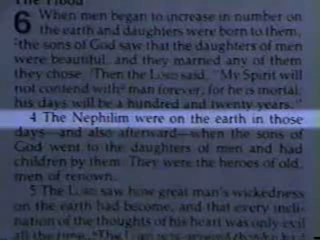 The Flood
6 When men began to increase in number on
the earth and daughters were born to them,
the sons of God saw that the daughters of men
were beautiful, and they married any of them
they chose. Then the LORD said, "My Spirit will
not contend with man forever, for he is mortal;
his days will be a hundred and twenty years."
4 The Nephilim were on the earth in those
days—and also afterward—when the sons of
God went to the daughters of men and had
children by them. They were the heroes of old,
men of renown.
5 The LORD saw how great man's wickedness
on the earth had become, and that every incli-
nation of the thoughts of his heart was only evil
all the time. The LORD was